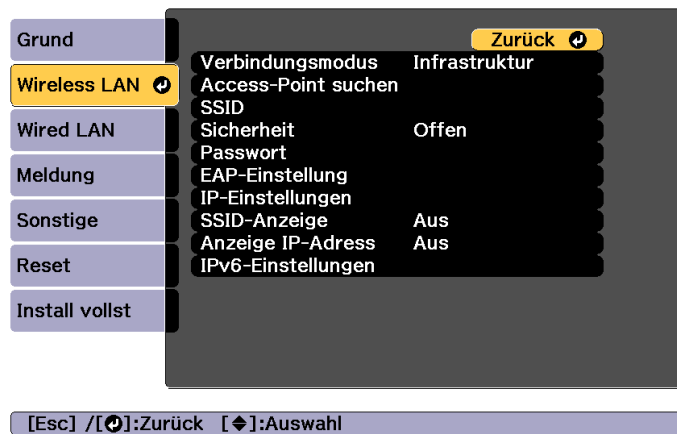 Grund
Wireless LAN
Wired LAN
Meldung
Sonstige
Reset
Install vollst
Zurück
Verbindungsmodus Infrastruktur
Access-Point suchen
SSID
Sicherheit Offen
Passwort
EAP-Einstellung
IP-Einstellungen
SSID-Anzeige Aus
Anzeige IP-Adress Aus
IPv6-Einstellungen
[Esc] /[⏎]:Zurück [◆]:Auswahl